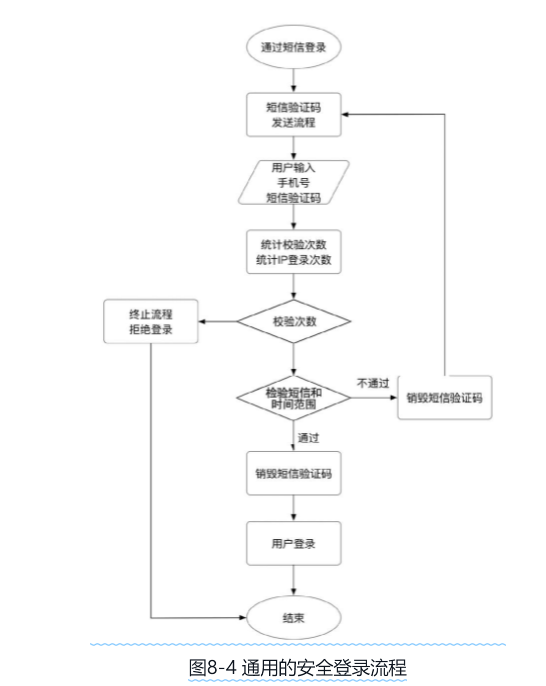 通过短信登录
短信验证码
发送流程
用户输入
手机号
短信验证码
统计校验次数
统计IP登录次数
终止流程
拒绝登录
校验次数
检验短信和
时间范围
不通过
销毁短信验证码
通过
销毁短信验证码
用户登录
结束
图8-4 通用的安全登录流程